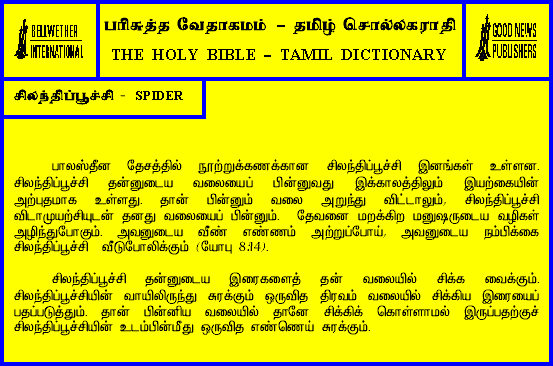 BELLWETHER
INTERNATIONAL
பரிசுத்த வேதாகமம் – தமிழ் சொல்லகராதி
THE HOLY BIBLE – TAMIL DICTIONARY
GOOD NEWS
PUBLISHERS
சிலந்திப்பூச்சி - SPIDER
பாலஸ்தீன தேசத்தில் நூற்றுக்கணக்கான சிலந்திப்பூச்சி இனங்கள் உள்ளன.
சிலந்திப்பூச்சி தன்னுடைய வலையைப் பின்னுவது இக்காலத்திலும் இயற்கையின்
அற்புதமாக உள்ளது. தான் பின்னும் வலை அறுந்து விட்டாலும், சிலந்திப்பூச்சி
விடாமுயற்சியுடன் தனது வலையைப் பின்னும். தேவனை மறக்கிற மனுஷருடைய வழிகள்
அழிந்துபோகும். அவனுடைய வீண் எண்ணம் அற்றுப்போய், அவனுடைய நம்பிக்கை
சிலந்திப்பூச்சி வீடுபோலிக்கும் (யோபு 8:14).
சிலந்திப்பூச்சி தன்னுடைய இரைகளைத் தன் வலையில் சிக்க வைக்கும்.
சிலந்திப்பூச்சியின் வாயிலிருந்து சுரக்கும் ஒருவித திரவம் வலையில் சிக்கிய இரையைப்
பதப்படுத்தும். தான் பின்னிய வலையில் தானே சிக்கிக் கொள்ளாமல் இருப்பதற்குச்
சிலந்திப்பூச்சியின் உடம்பின்மீது ஒருவித எண்ணெய் சுரக்கும்.